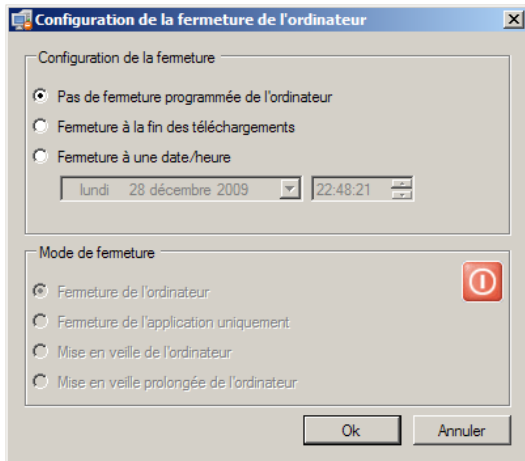 Configuration de la fermeture de l'ordinateur
Configuration de la fermeture
Pas de fermeture programmée de l'ordinateur
Fermeture à la fin des téléchargements
Fermeture à une date/heure
lundi 28 décembre 2009 22:48:21
Mode de fermeture
Fermeture de l'ordinateur
Fermeture de l'application uniquement
Mise en veille de l'ordinateur
Mise en veille prolongée de l'ordinateur
Ok Annuler